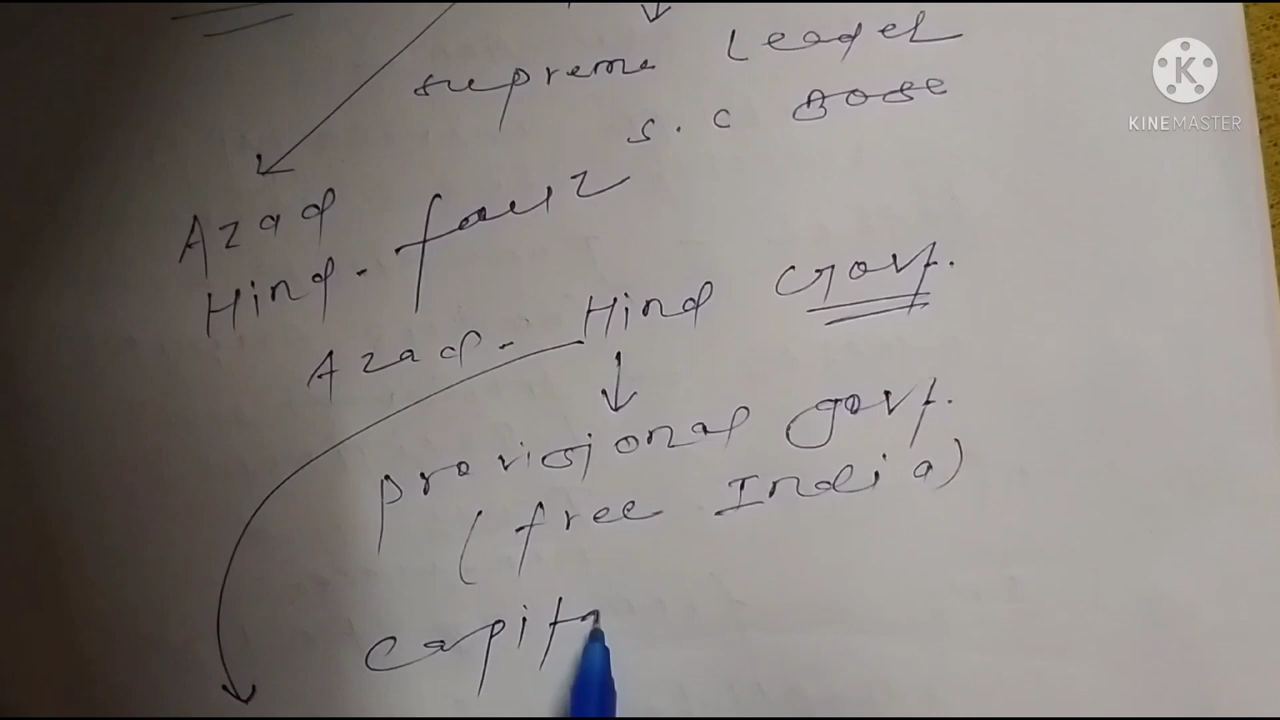 supreme Leader
S. C BOSE
Azad
Hind - fauz
Azad - Hind Govt.
provisional govt.
(free India)
capita
KINEMASTER